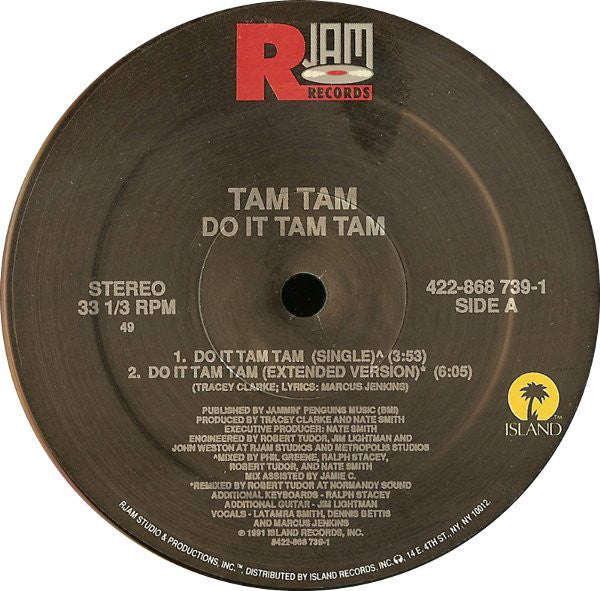 RJAM
RECORDS
TAM TAM
DO IT TAM TAM
STEREO
33 1/3 RPM
49
422-868 739-1
SIDE A
1. DO IT TAM TAM (SINGLE)^ (3:53)
2. DO IT TAM TAM (EXTENDED VERSION)* (6:05)
(TRACEY CLARKE; LYRICS: MARCUS JENKINS)
PUBLISHED BY JAMMIN' PENGUINS MUSIC (BMI)
PRODUCED BY TRACEY CLARKE AND NATE SMITH
EXECUTIVE PRODUCER: NATE SMITH
ENGINEERED BY ROBERT TUDOR, JIM LIGHTMAN AND
JOHN WESTON AT RJAM STUDIOS AND METROPOLIS STUDIOS
^MIXED BY PHIL GREENE, RALPH STACEY,
ROBERT TUDOR, AND NATE SMITH
MIX ASSISTED BY JAMIE C.
*REMIXED BY ROBERT TUDOR AT NORMANDY SOUND
ADDITIONAL KEYBOARDS - RALPH STACEY
ADDITIONAL GUITAR - JIM LIGHTMAN
VOCALS - LATAMRA SMITH, DENNIS BETTIS
AND MARCUS JENKINS
℗ 1991 ISLAND RECORDS, INC.
#422-868 739-1
ISLAND™
RJAM STUDIO & PRODUCTIONS, INC.™, DISTRIBUTED BY ISLAND RECORDS, INC., 14 E. 4TH ST., NY, NY 10012